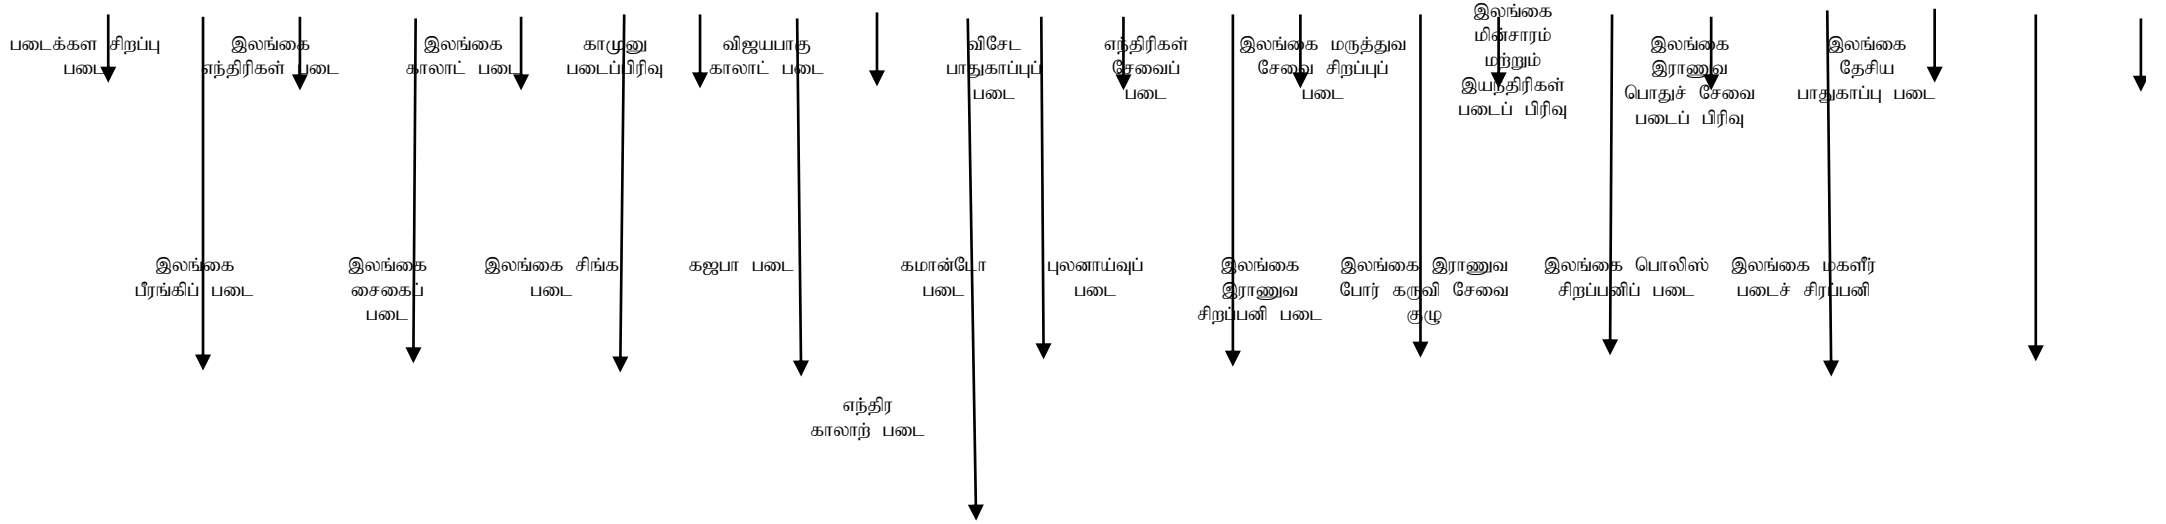 படைக்கள சிறப்பு
படை
இலங்கை
எந்திரிகள் படை
இலங்கை
காலாட் படை
காமுனு
படைப்பிரிவு
விஜயபாகு
காலாட் படை
விசேட
பாதுகாப்புப்
படை
எந்திரிகள்
சேவைப்
படை
இலங்கை மருத்துவ
சேவை சிறப்புப்
படை
இலங்கை
மின்சாரம்
மற்றும்
இயந்திரிகள்
படைப் பிரிவு
இலங்கை
இராணுவ
பொதுச் சேவை
படைப் பிரிவு
இலங்கை
தேசிய
பாதுகாப்பு படை
இலங்கை
பீரங்கிப் படை
இலங்கை
சைகைப்
படை
இலங்கை சிங்க
படை
கஜபா படை
கமான்டோ
படை
புலனாய்வுப்
படை
இலங்கை
இராணுவ
சிறப்பனி படை
இலங்கை இராணுவ
போர் கருவி சேவை
குழு
இலங்கை பொலிஸ்
சிறப்பனிப் படை
இலங்கை மகளீர்
படைச் சிரப்பனி
எந்திர
காலாற் படை